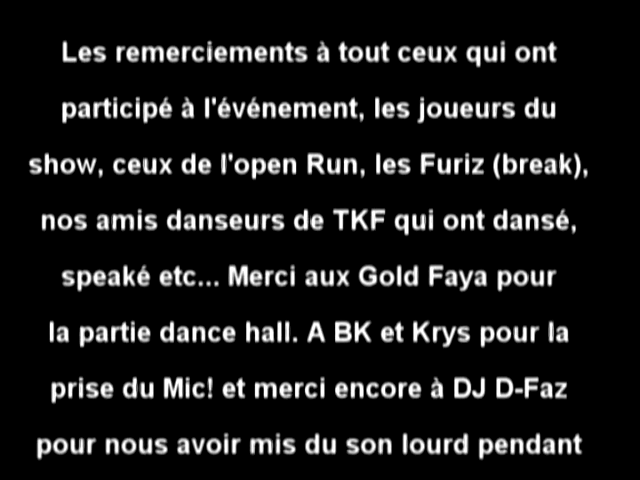 Les remerciements à tout ceux qui ont
participé à l'événement, les joueurs du
show, ceux de l'open Run, les Furiz (break),
nos amis danseurs de TKF qui ont dansé,
speaké etc... Merci aux Gold Faya pour
la partie dance hall. A BK et Krys pour la
prise du Mic! et merci encore à DJ D-Faz
pour nous avoir mis du son lourd pendant